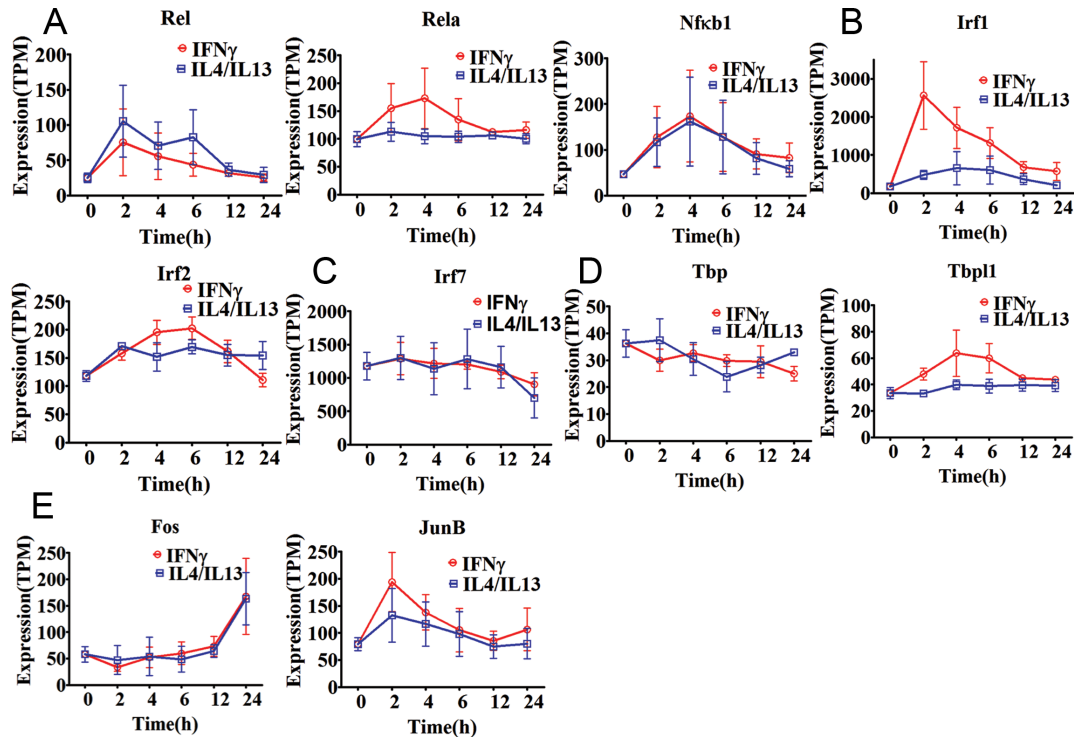 A
Rel
Expression(TPM)
200
150
100
50
0
IFNγ
IL4/IL13
0 2 4 6 12 24
Time(h)
Rela
Expression(TPM)
250
200
150
100
50
0
IFNγ
IL4/IL13
0 2 4 6 12 24
Time(h)
Nfκb1
Expression(TPM)
300
200
100
0
IFNγ
IL4/IL13
0 2 4 6 12 24
Time(h)
B
Irf1
Expression(TPM)
3000
2000
1000
0
IFNγ
IL4/IL13
0 2 4 6 12 24
Time(h)
Irf2
Expression(TPM)
250
200
150
100
50
0
IFNγ
IL4/IL13
0 2 4 6 12 24
Time(h)
C
Irf7
Expression(TPM)
2000
1500
1000
500
0
IFNγ
IL4/IL13
0 2 4 6 12 24
Time(h)
D
Tbp
Expression(TPM)
50
40
30
20
10
0
IFNγ
IL4/IL13
0 2 4 6 12 24
Time(h)
Tbpl1
Expression(TPM)
100
80
60
40
20
0
IFNγ
IL4/IL13
0 2 4 6 12 24
Time(h)
E
Fos
Expression(TPM)
250
200
150
100
50
0
IFNγ
IL4/IL13
0 2 4 6 12 24
Time(h)
JunB
Expression(TPM)
250
200
150
100
50
0
IFNγ
IL4/IL13
0 2 4 6 12 24
Time(h)